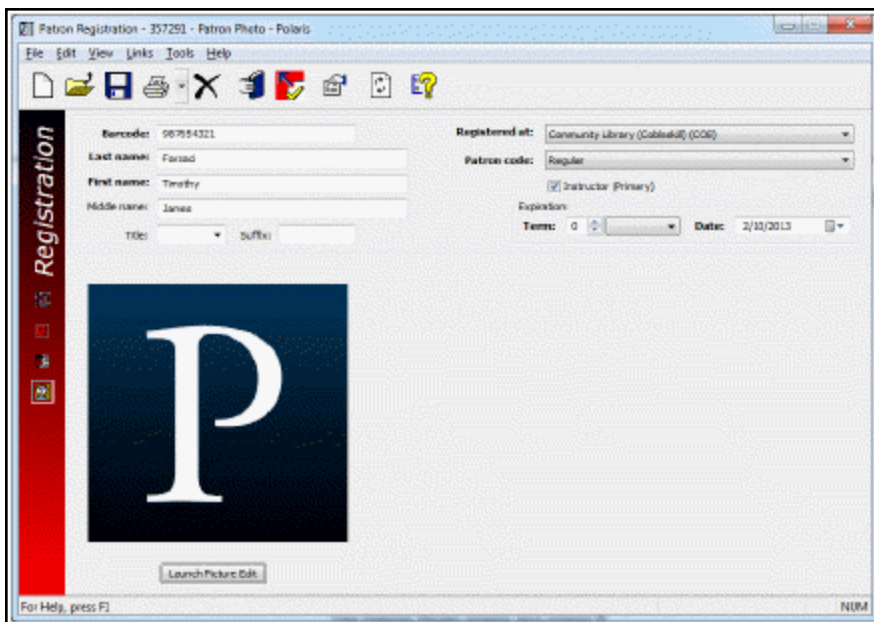 Patron Registration - 357291 - Patron Photo - Polaris
File Edit View Links Tools Help
Registration
Barcode: 987654321
Last name:
First name: Timothy
Middle name: James
Title: Suffix:
Registered at: Community Library (Cobleskill) (COB)
Patron code: Regular
Instructor (Primary)
Expiration:
Term: 0 Date: 2/10/2013
P
Launch Picture Edit
For Help, press F1 NUM